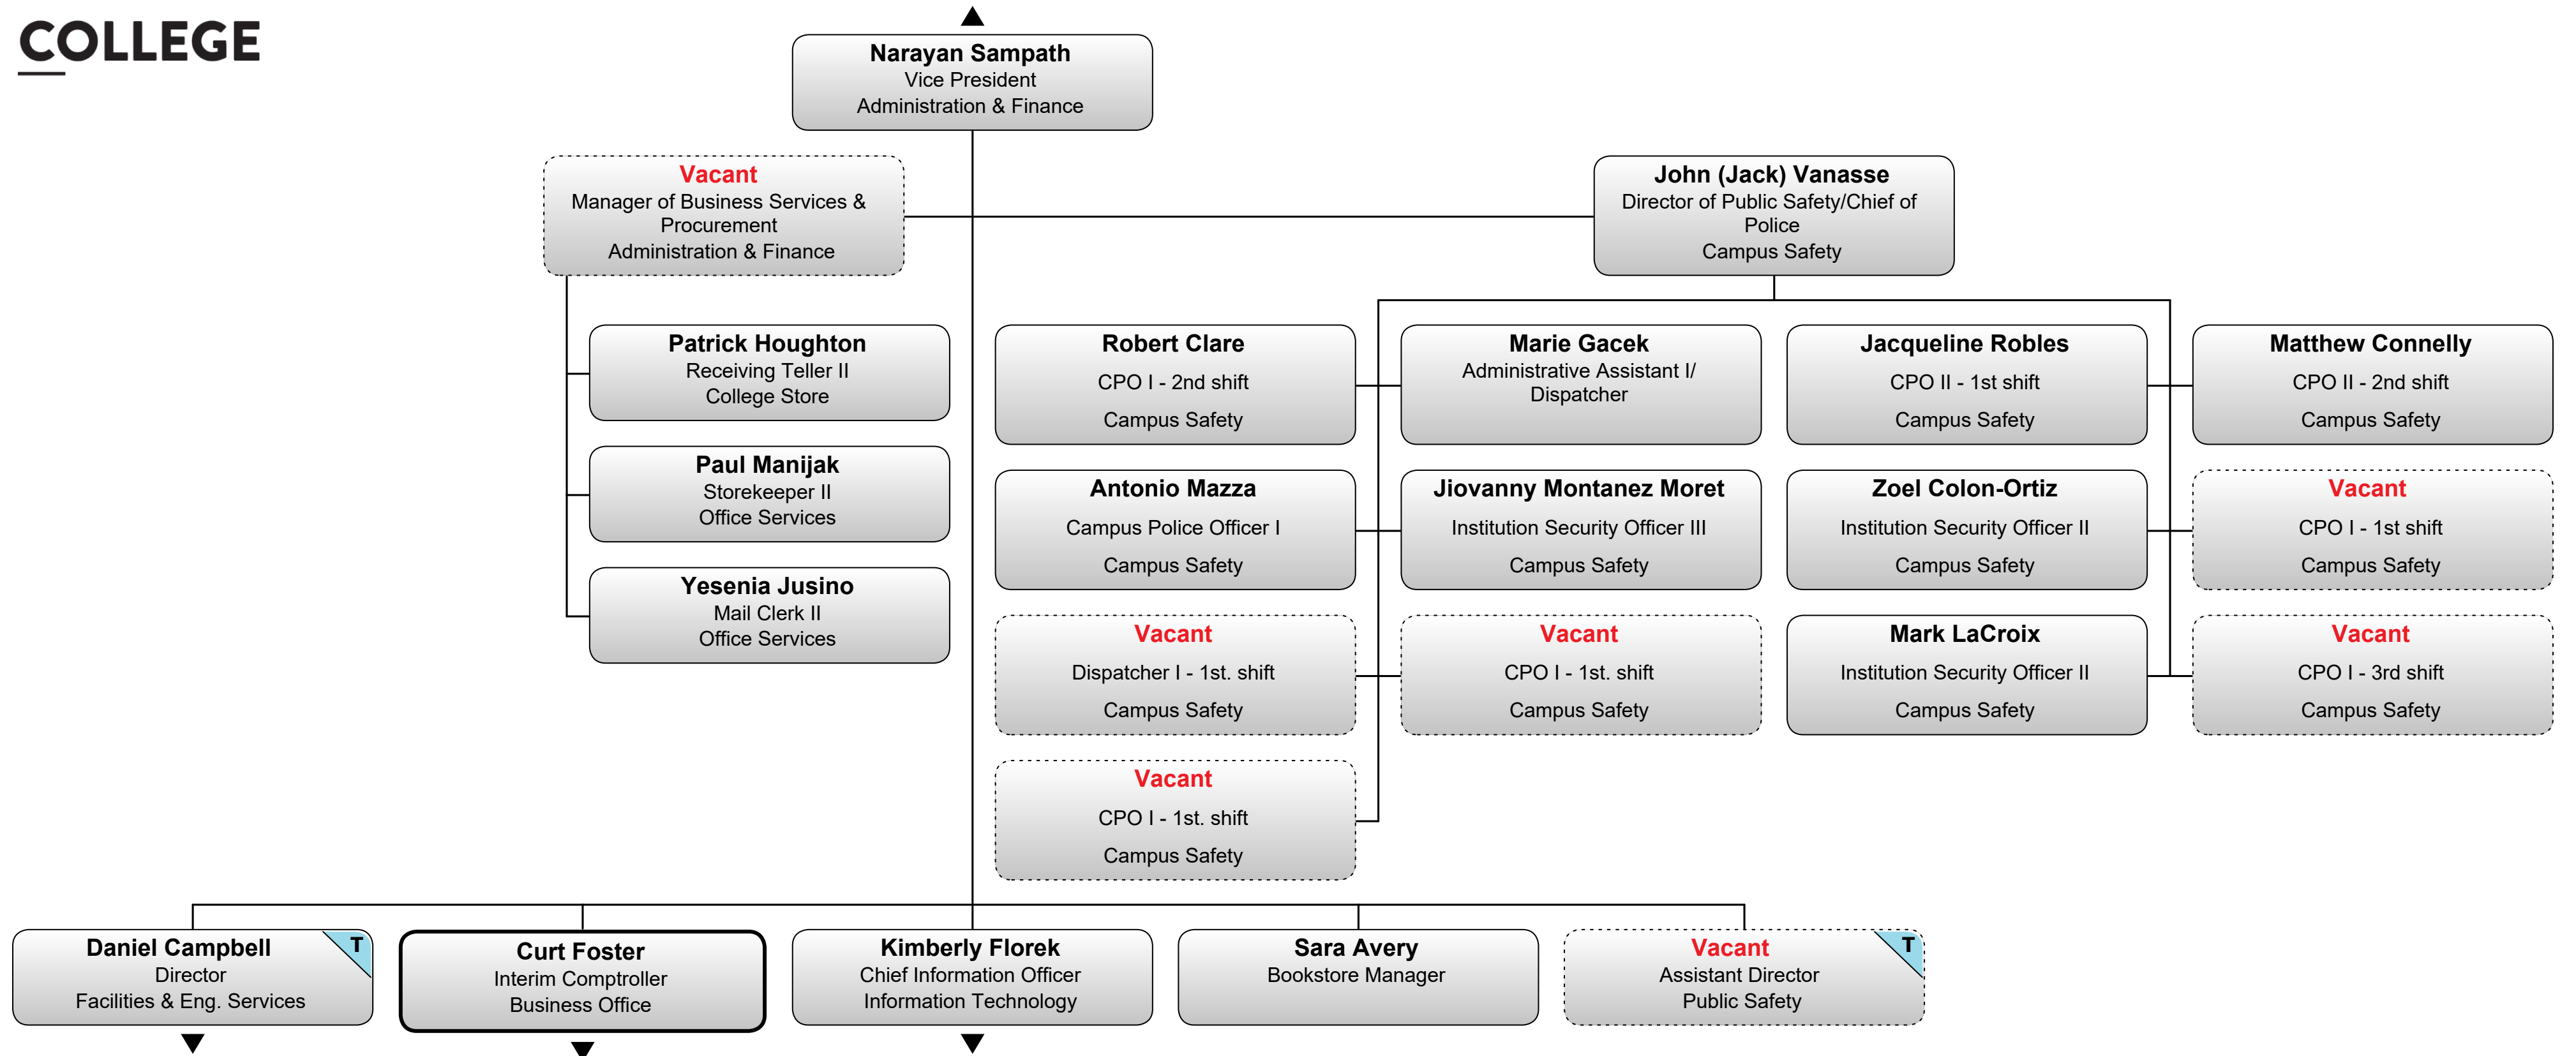 COLLEGE
Narayan Sampath
Vice President
Administration & Finance
Vacant
Manager of Business Services &
Procurement
Administration & Finance
John (Jack) Vanasse
Director of Public Safety/Chief of
Police
Campus Safety
Patrick Houghton
Receiving Teller II
College Store
Paul Manijak
Storekeeper II
Office Services
Yesenia Jusino
Mail Clerk II
Office Services
Robert Clare
CPO I - 2nd shift
Campus Safety
Marie Gacek
Administrative Assistant I/
Dispatcher
Jacqueline Robles
CPO II - 1st shift
Campus Safety
Matthew Connelly
CPO II - 2nd shift
Campus Safety
Antonio Mazza
Campus Police Officer I
Campus Safety
Jiovanny Montanez Moret
Institution Security Officer III
Campus Safety
Zoel Colon-Ortiz
Institution Security Officer II
Campus Safety
Vacant
CPO I - 1st shift
Campus Safety
Vacant
Dispatcher I - 1st. shift
Campus Safety
Vacant
CPO I - 1st. shift
Campus Safety
Mark LaCroix
Institution Security Officer II
Campus Safety
Vacant
CPO I - 3rd shift
Campus Safety
Vacant
CPO I - 1st. shift
Campus Safety
Daniel Campbell
Director
Facilities & Eng. Services
T
Curt Foster
Interim Comptroller
Business Office
Kimberly Florek
Chief Information Officer
Information Technology
Sara Avery
Bookstore Manager
Vacant
Assistant Director
Public Safety
T